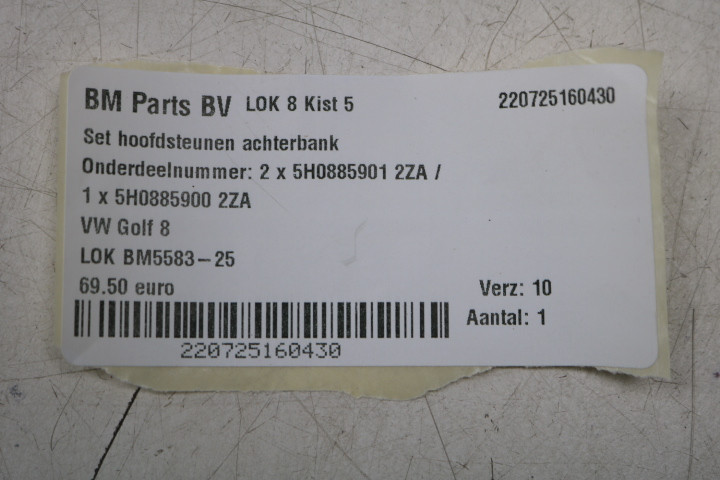 BM Parts BV LOK 8 Kist 5 220725160430
Set hoofdsteunen achterbank
Onderdeelnummer: 2 x 5H0885901 2ZA /
1 x 5H0885900 2ZA
VW Golf 8
LOK BM5583-25
69.50 euro Verz: 10
Aantal: 1
220725160430